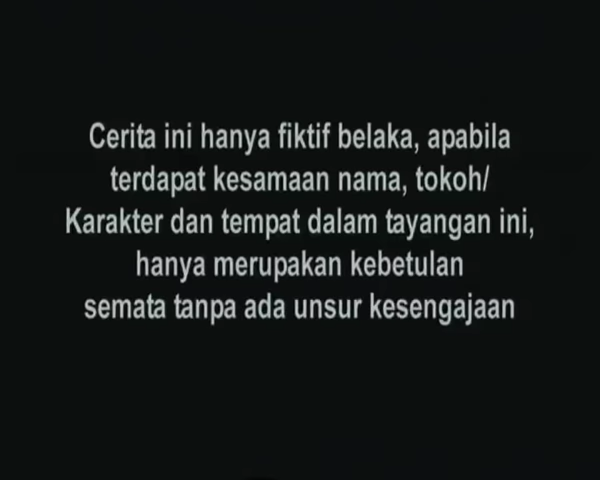 Cerita ini hanya fiktif belaka, apabila
terdapat kesamaan nama, tokoh/
Karakter dan tempat dalam tayangan ini,
hanya merupakan kebetulan
semata tanpa ada unsur kesengajaan